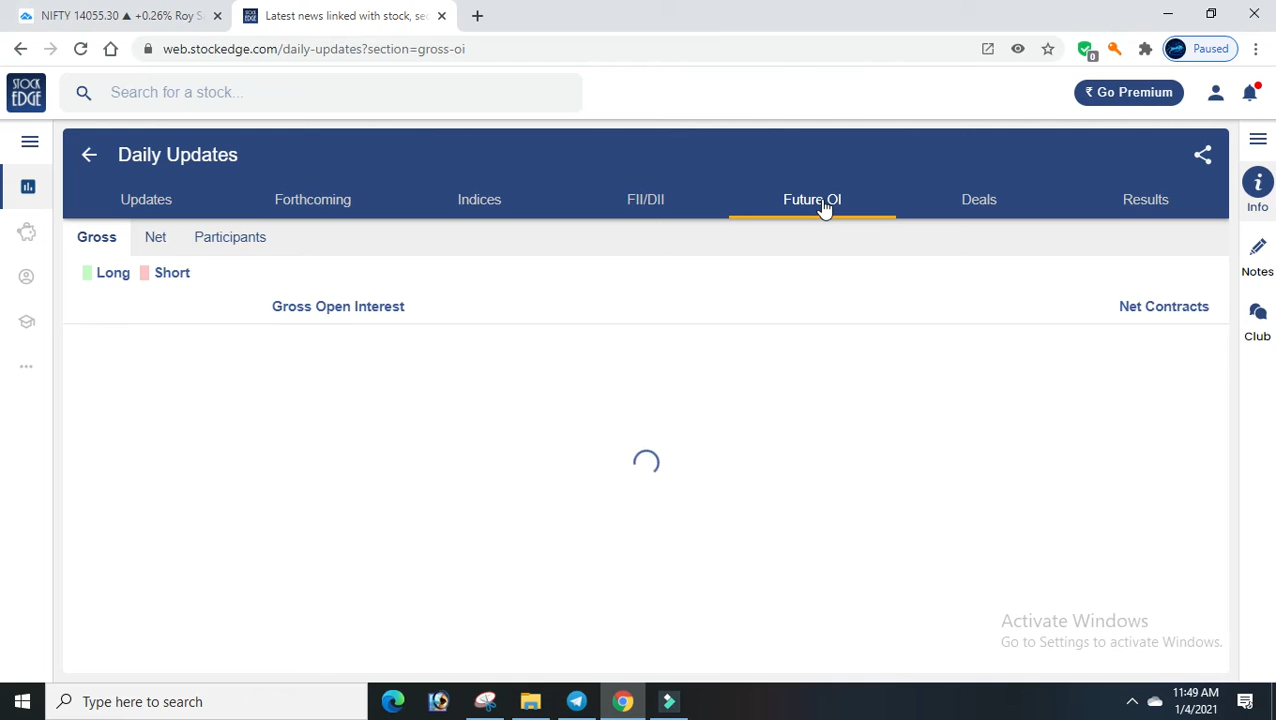 NIFTY 14055.30 ▲ +0.26% Roy Sa
Latest news linked with stock, sec
web.stockedge.com/daily-updates?section=gross-oi
0
Paused
STOCK
EDGE
Search for a stock...
₹ Go Premium
Daily Updates
Updates
Forthcoming
Indices
FII/DII
Future OI
Deals
Results
Info
Gross
Net
Participants
Notes
Long
Short
Gross Open Interest
Net Contracts
Club
Activate Windows
Go to Settings to activate Windows.
Type here to search
11:49 AM
1/4/2021